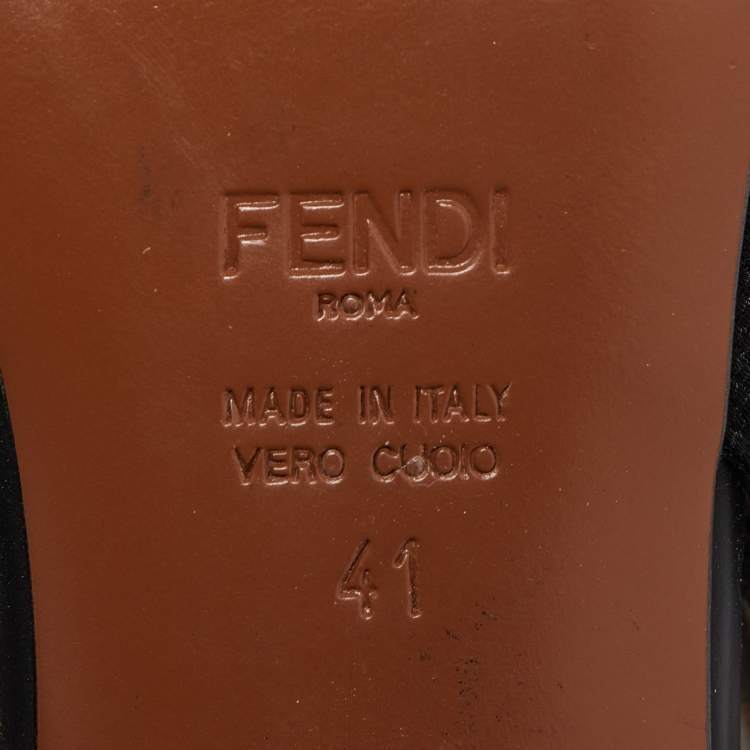 FENDI
ROMA
MADE IN ITALY
VERO CUOIO
41